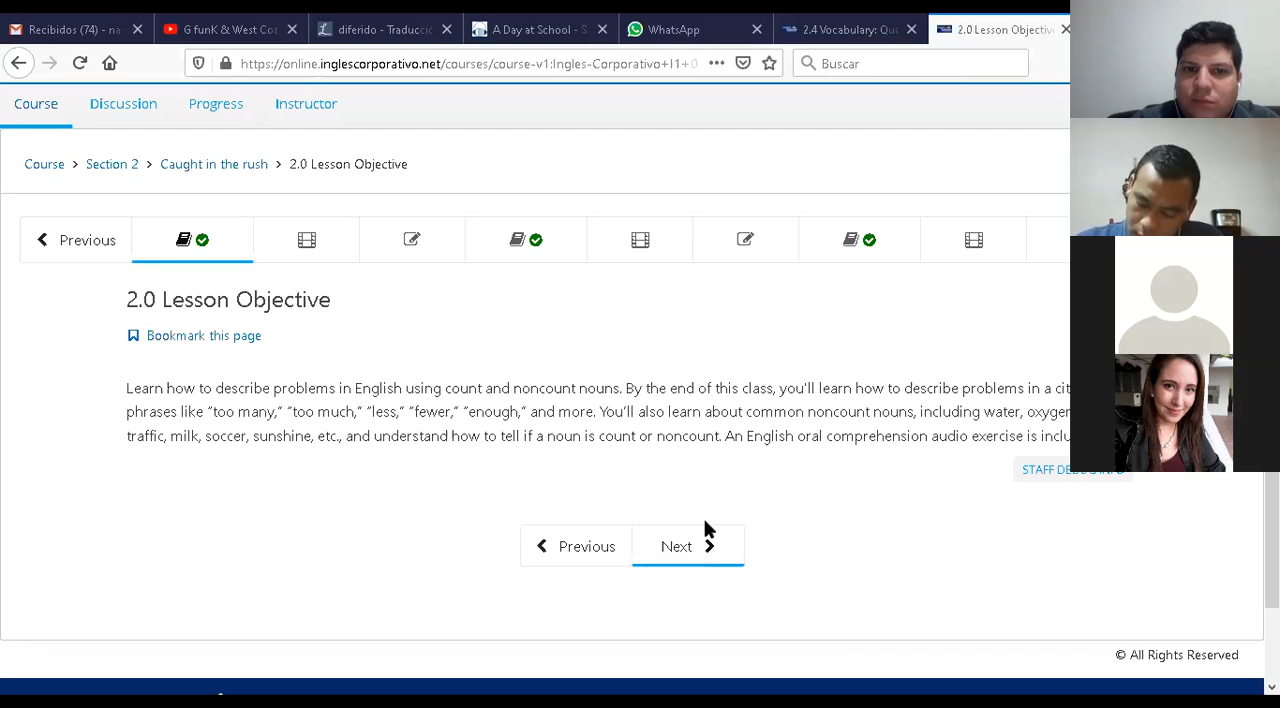 Recibidos (74) - na
G funK & West Co
diferido - Traducci
A Day at School - S
WhatsApp
2.4 Vocabulary: Qu
2.0 Lesson Objectiv
https://online.inglescorporativo.net/courses/course-v1:Ingles-Corporativo+I1+0
Buscar
Course
Discussion
Progress
Instructor
Course > Section 2 > Caught in the rush > 2.0 Lesson Objective
Previous
2.0 Lesson Objective
Bookmark this page
Learn how to describe problems in English using count and noncount nouns. By the end of this class, you'll learn how to describe problems in a cit
phrases like "too many," "too much," "less," "fewer," "enough," and more. You'll also learn about common noncount nouns, including water, oxygen
traffic, milk, soccer, sunshine, etc., and understand how to tell if a noun is count or noncount. An English oral comprehension audio exercise is inclu
STAFF DEBUG INFO
Previous
Next
© All Rights Reserved